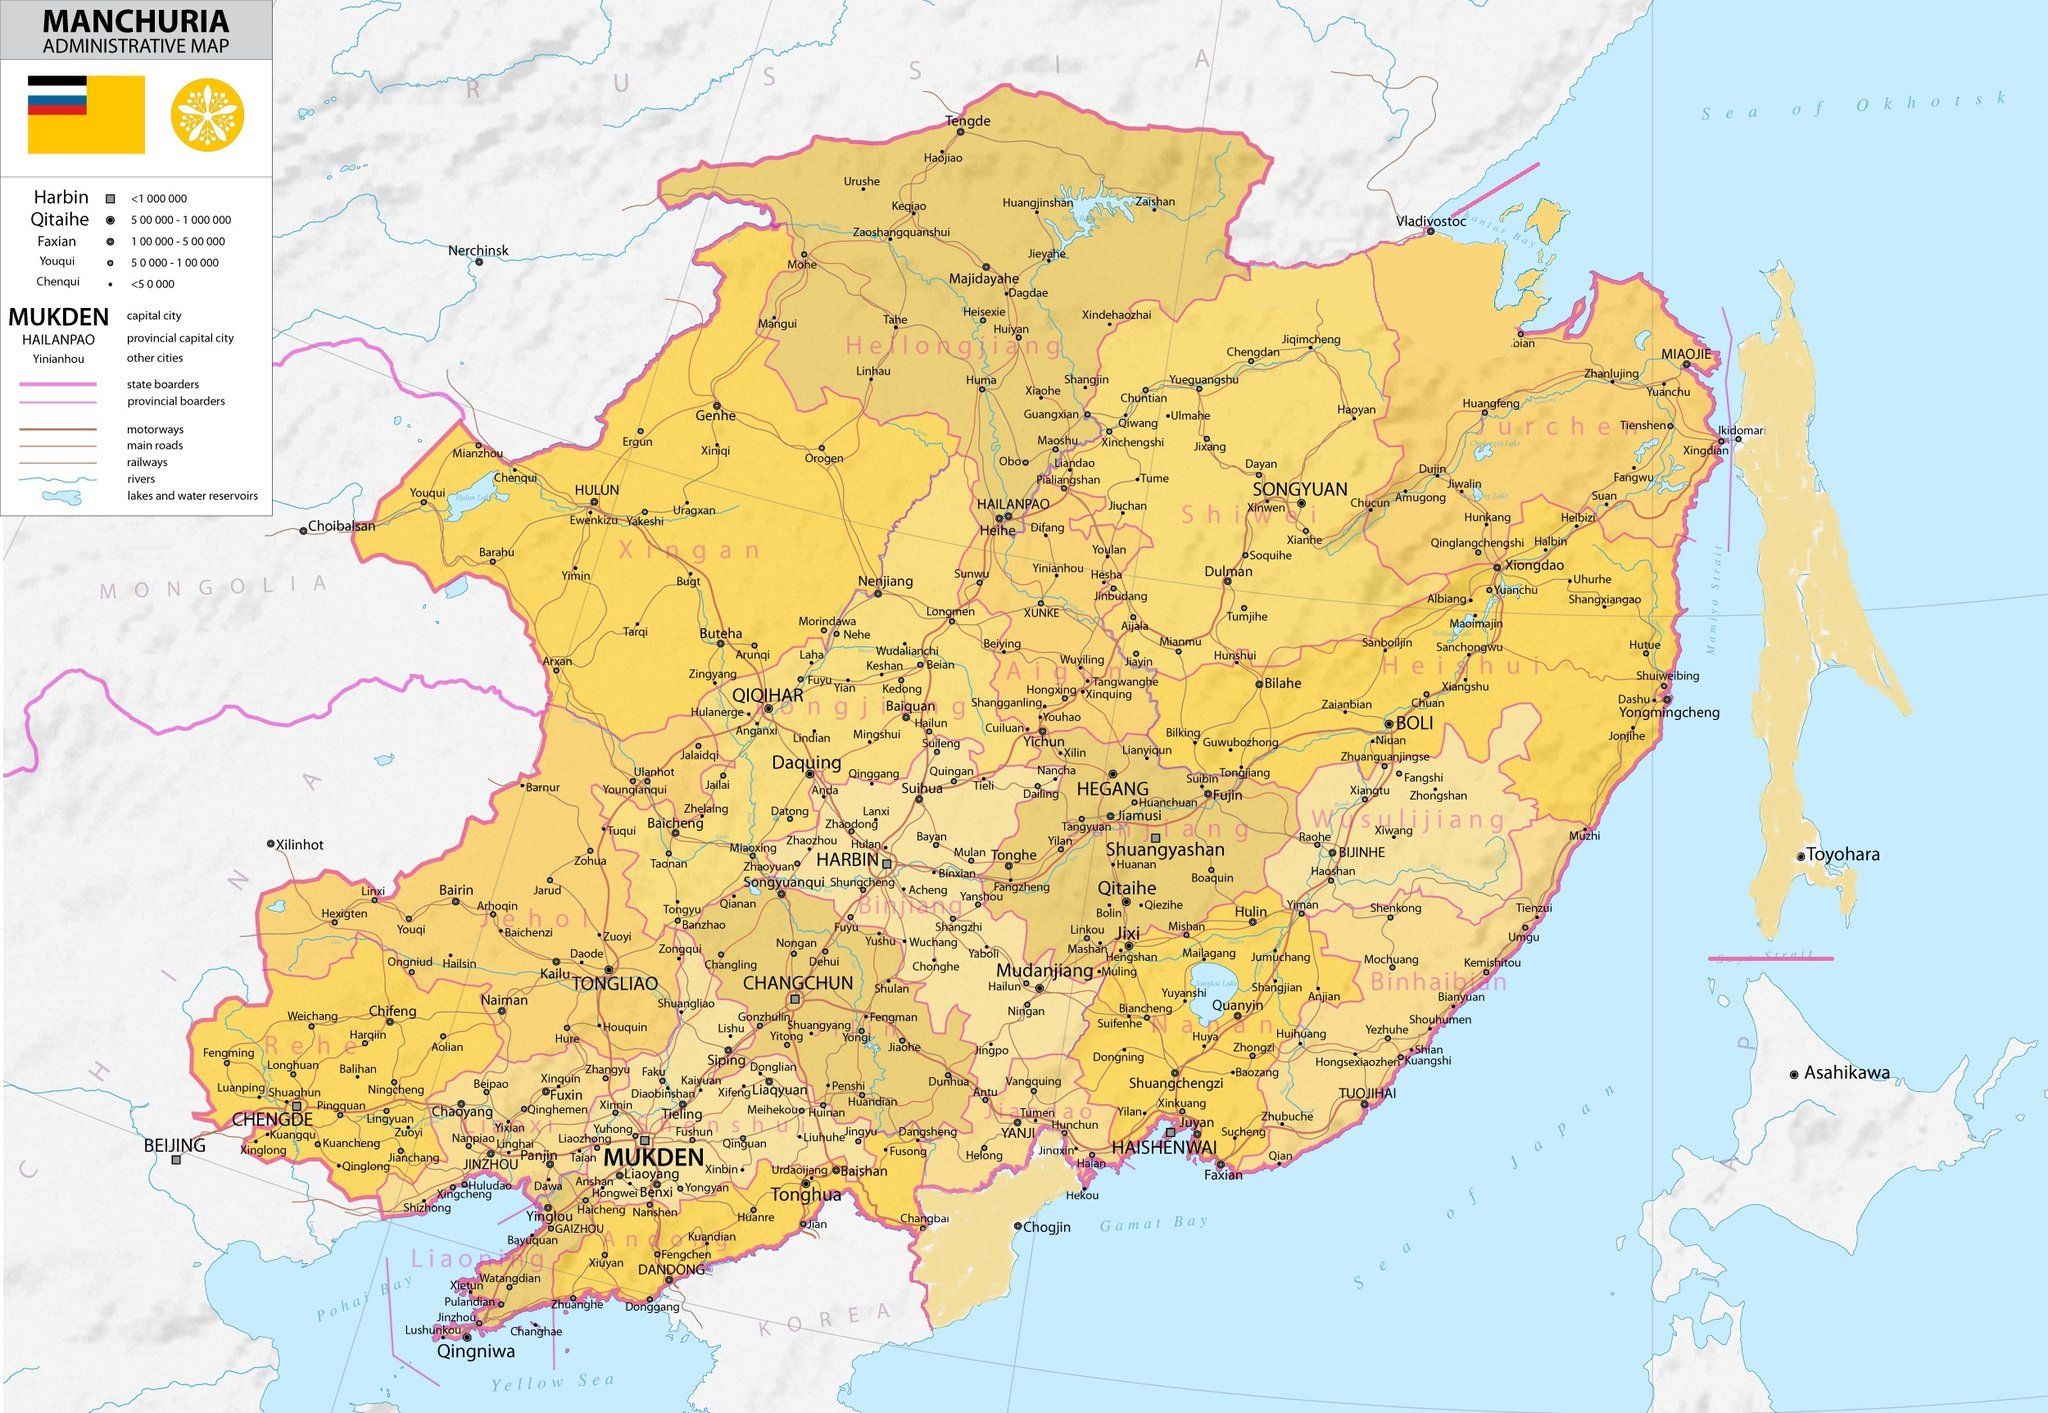 MANCHURIA
ADMINISTRATIVE MAP
Harbin <1 000 000
Qitaihe 5 00 000 - 1 000 000
Faxian 1 00 000 - 5 00 000
Youqui 5 0 000 - 1 00 000
Chenqui <5 0 000
MUKDEN capital city
HAILANPAO provincial capital city
Yinianhou other cities
state boarders
provincial boarders
motorways
main roads
railways
rivers
lakes and water reservoirs
RUSSIA
Sea of Okhotsk
Tengde
Haojiao
Urushe
Keqiao
Huangjinshan
Zaishan
Zaoshangquanshui
Vladivostoc
Nerchinsk
Mohe
Jieyahe
Majidayahe
Dagdae
Mangui
Tahe
Heisexie
Huiyan
Xindehaozhai
Heilongjiang
Jiqimcheng
Chengdan
MIAOJIE
Linhau
Huma
Xiaohe
Shangjin
Yueguangshu
Zhanlujing
Yuanchu
Chuntian
Genhe
Guangxian
Qiwang
Ulmahe
Haoyan
Huangfeng
Jurchen
Tienshen
Ikidomari
Xingdian
Ergun
Xiniqi
Orogen
Maoshu
Xinchengshi
Jixang
Mianzhou
Chenqui
Obo
Liandao
Pialiangshan
Tume
Dayan
Dujin
Jiwalin
Fangwu
Youqui
Hulun Lake
HULUN
Uragxan
HAILANPAO
SONGYUAN
Xinwen
Chucun
Amugong
Suan
Choibalsan
Ewenkizu
Yakeshi
Heihe
Difang
Jiuchan
Shiwei
Xianhe
Hunkang
Helbizi
Barahu
Xingan
Youlan
Soquihe
Qinglangchengshi
Halbin
MONGOLIA
Yimin
Bugt
Nenjiang
Sunwu
Yinianhou
Hesha
Jinbudang
Dulman
Xiongdao
Yuanchu
Uhurhe
Mamiya Strait
Longmen
XUNKE
Tumjihe
Albiang
Shangxiangao
Tarqi
Buteha
Morindawa
Nehe
Aijala
Maoimajin
Arunqi
Wudalianchi
Beiying
Mianmu
Sanboiljin
Sanchongwu
Hutue
Arxan
Laha
Keshan
Beian
Wuyiling
Jiayin
Hunshui
Heishui
Zingyang
Fuyu
Yian
Kedong
Tangwanghe
Bilahe
Xiangshu
Shuiweibing
QIQIHAR
Hongxing
Xinquing
Chuan
Dashu
Yongmingcheng
Hulanerge
Baiquan
Shangganling
Youhao
Zaianbian
BOLI
Anganxi
Lindian
Mingshui
Hailun
Cuiluan
Yichun
Bilking
Niuan
Jonjihe
Jalaidqi
Suileng
Xilin
Lianyiqun
Guwubozhong
Zhuanguanjingse
Ulanhot
Youngianqui
Daquing
Qinggang
Quingan
Tieli
Nancha
Suibin
Tongjiang
Fangshi
Barnur
Jailai
Anda
Suihua
Dailing
HEGANG
Fujin
Xiangtu
Zhongshan
Zhelaing
Datong
Lanxi
Huanchuan
Jiamusi
Wusulijiang
Tuqui
Baicheng
Zhaodong
Bayan
Tangyuan
Sanjiang
Raohe
Xiwang
Muzhi
Xilinhot
Zohua
Taonan
Miaoxing
Zhaozhou
Hulan
Mulan
Tonghe
Yilan
Shuangyashan
BIJINHE
Toyohara
Zhaoyuan
HARBIN
Binxian
Huanan
Haoshan
Linxi
Bairin
Jarud
Songyuanqui
Shungcheng
Acheng
Fangzheng
Qitaihe
Boaquin
CHINA
Hexigten
Youqi
Arhoqin
Jehol
Tongyu
Qianan
Binjiang
Yanshou
Bolin
Qiezihe
Hulin
Yiman
Shenkong
Tienzui
Baichenzi
Zuoyi
Banzhao
Fuyu
Shangzhi
Linkou
Mishan
Umgu
Ongniud
Hailsin
Daode
Kailu
Zongqui
Nongan
Yushu
Wuchang
Yaboli
Mashan
Jixi
Hengshan
Mailagang
Jumuchang
Mochuang
Kemishitou
TONGLIAO
Changling
Dehui
Chonghe
Mudanjiang
Muling
Xingkai Lake
Shangjian
Binhaibian
Chifeng
Naiman
CHANGCHUN
Shulan
Hailun
Yuyanshi
Anjian
Bianyuan
Weichang
Shuangliao
Ningan
Biancheng
Quanyin
Harqiin
Houquin
Gonzhulin
Shuangyang
Fengman
Suifenhe
Nanan
Shouhumen
Rehe
Aolian
Hure
Lishu
Yitong
Yongi
Jiaohe
Huya
Huihuang
Yezhuhe
Shian
Fengming
Longhuan
Balihan
Siping
Jingpo
Dongning
Zhongzi
Hongsexiaozhen
Kuangshi
Luanping
Shuaghun
Ningcheng
Beipao
Zhangyu
Faku
Donglian
Dunhua
Vangquing
Shuangchengzi
Baozang
Asahikawa
CHENGDE
Pingguan
Lingyuan
Chaoyang
Xinquin
Fuxin
Kaiyuan
Xifeng
Liaqyuan
Penshi
Huandian
Antu
TUOJIHAI
Qinghemen
Xinnin
Diaobinshan
Tieling
Meihekou
Huinan
Tumen
Yilan
Xinkuang
Zhubuche
BEIJING
Kuangqu
Xinglong
Kuancheng
Zuoyi
Yixian
Yuhong
Fushun
Liuhuhe
Jingyu
Dangsheng
YANJI
Hunchun
Juyan
Sucheng
Jianchang
Nanpiao
Linghai
Liaozhong
MUKDEN
Qinguan
Fusong
Helong
Jingxin
HAISHENWAI
Qinglong
JINZHOU
Panjin
Taian
Xinbin
Urdaojiang
Baishan
Haian
Faxian
Qian
Huludao
Xingcheng
Dawa
Anshan
Liaoyang
Hongwei
Benxi
Yongyan
Tonghua
Hekou
Shizhong
Yinglou
Haicheng
Nanshen
Huanre
Jian
Changbai
Chogjin
Gamat Bay
GAIZHOU
Bayuquan
Andong
Kuandian
Liaoning
Xiuyan
Fengchen
DANDONG
Sea of Japan
JAPAN
Pohai Bay
Xietun
Watangdian
Pulandian
Zhuanghe
Donggang
KOREA
Jinzhou
Lushunkou
Changhae
Qingniwa
Yellow Sea